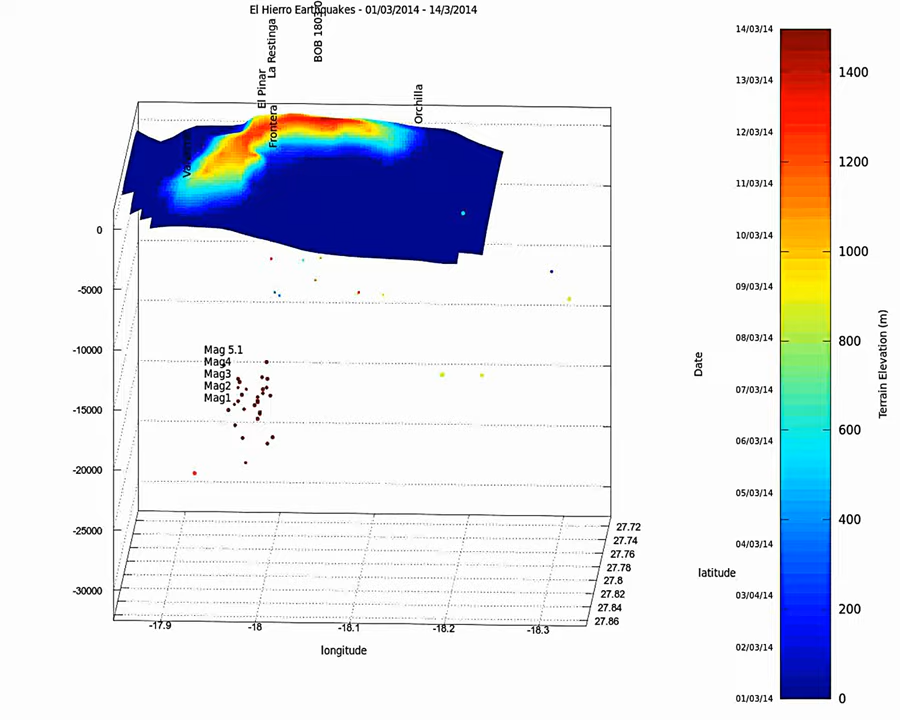 El Hierro Earthquakes - 01/03/2014 - 14/3/2014
La Restinga
BOB 1803
El Pinar
Frontera
Orchilla
0
-5000
-10000
-15000
-20000
-25000
-30000
Mag 5.1
Mag4
Mag3
Mag2
Mag1
27.72
27.74
27.76
27.78
27.8
27.82
27.84
27.86
-17.9
-18
-18.1
-18.2
-18.3
longitude
latitude
Date
14/03/14
13/03/14
12/03/14
11/03/14
10/03/14
09/03/14
08/03/14
07/03/14
06/03/14
05/03/14
04/03/14
03/04/14
02/03/14
01/03/14
1400
1200
1000
800
600
400
200
0
Terrain Elevation (m)